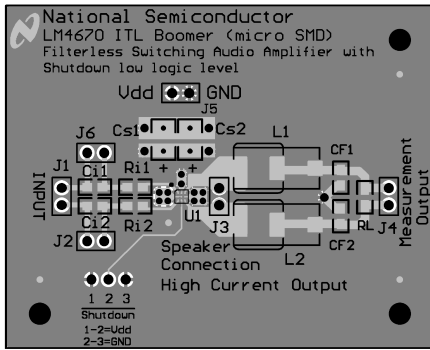 National Semiconductor
LM4670 ITL Boomer (micro SMD)
Filterless Switching Audio Amplifier with
Shutdown low logic level
Vdd GND
J5
Cs1 Cs2
L1
J6
CF1
J1 Ci1 Ri1 + +
INPUT
Measurement
Output
U1
RL
J4
J3
Ci2 Ri2
J2
CF2
L2
Speaker
Connection
High Current Output
1 2 3
Shutdown
1-2=Vdd
2-3=GND